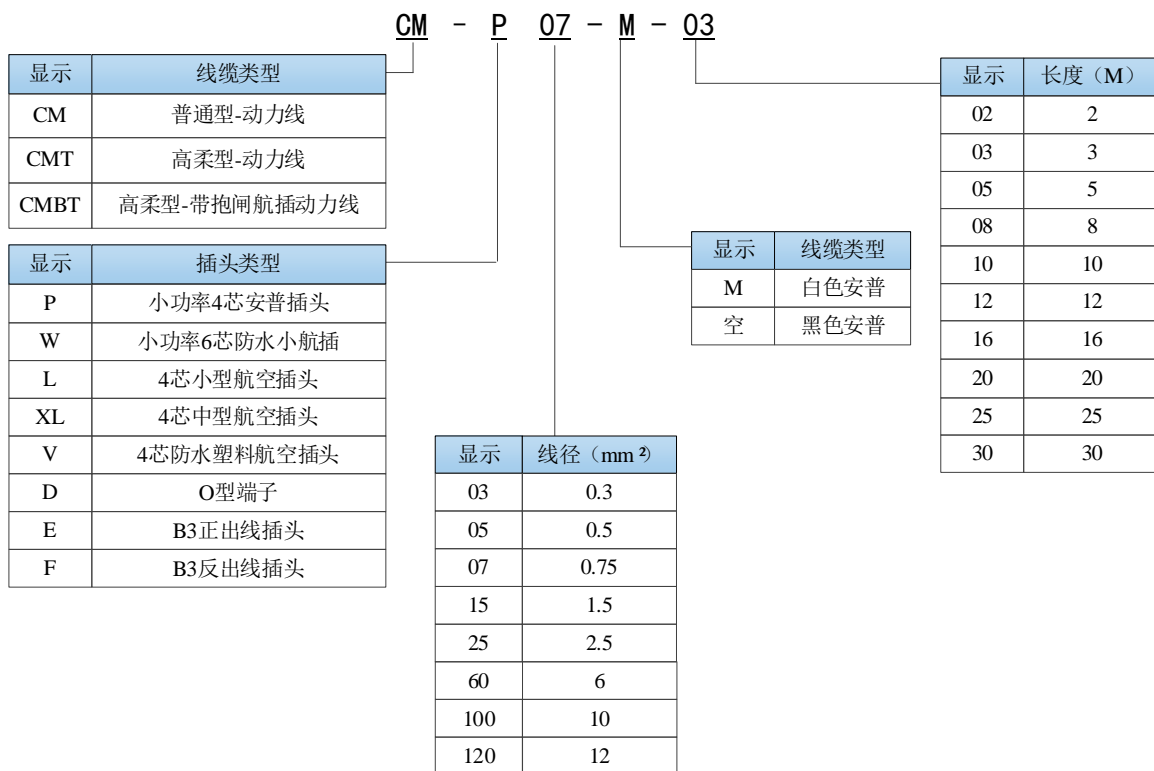 CM - P 07 - M - 03
显示 线缆类型
CM 普通型-动力线
CMT 高柔型-动力线
CMBT 高柔型-带抱闸航插动力线
显示 插头类型
P 小功率4芯安普插头
W 小功率6芯防水小航插
L 4芯小型航空插头
XL 4芯中型航空插头
V 4芯防水塑料航空插头
D O型端子
E B3正出线插头
F B3反出线插头
显示 线径（mm²）
03 0.3
05 0.5
07 0.75
15 1.5
25 2.5
60 6
100 10
120 12
显示 线缆类型
M 白色安普
空 黑色安普
显示 长度（M）
02 2
03 3
05 5
08 8
10 10
12 12
16 16
20 20
25 25
30 30